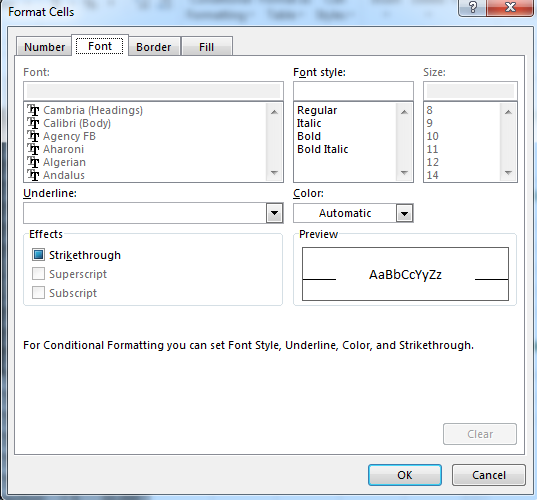 Format Cells
Number Font Border Fill
Font: Font style: Size:
Cambria (Headings) Regular 8
Calibri (Body) Italic 9
Agency FB Bold 10
Aharoni Bold Italic 11
Algerian 12
Andalus 14
Underline: Color:
Automatic
Effects Preview
Strikethrough
Superscript AaBbCcYyZz
Subscript
For Conditional Formatting you can set Font Style, Underline, Color, and Strikethrough.
Clear
OK Cancel